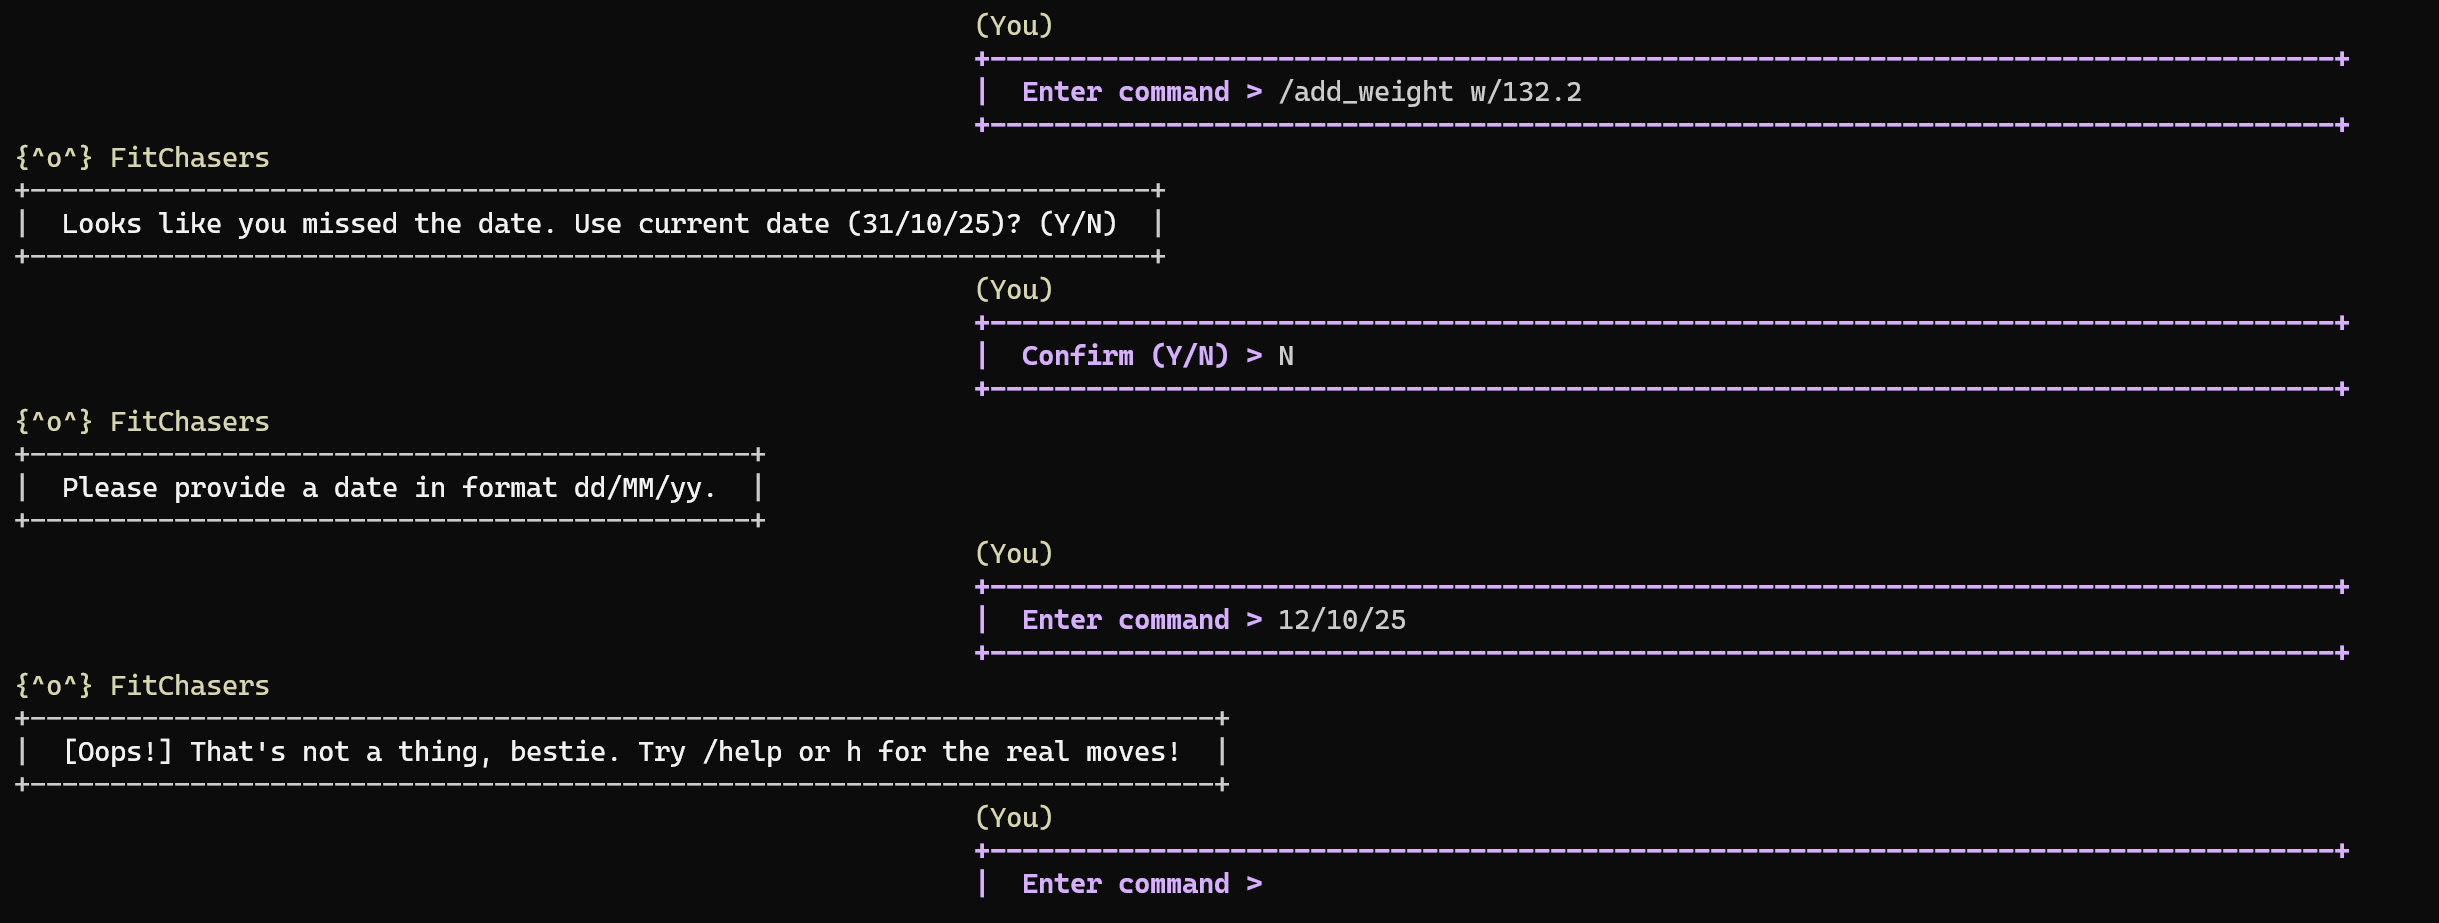 (You)
+-------------------------------------------------------------------------------------+
|  Enter command > /add_weight w/132.2
+-------------------------------------------------------------------------------------+
{^o^} FitChasers
+----------------------------------------------------------------------+
|  Looks like you missed the date. Use current date (31/10/25)? (Y/N)  |
+----------------------------------------------------------------------+
(You)
+-------------------------------------------------------------------------------------+
|  Confirm (Y/N) > N
+-------------------------------------------------------------------------------------+
{^o^} FitChasers
+---------------------------------------------+
|  Please provide a date in format dd/MM/yy.  |
+---------------------------------------------+
(You)
+-------------------------------------------------------------------------------------+
|  Enter command > 12/10/25
+-------------------------------------------------------------------------------------+
{^o^} FitChasers
+--------------------------------------------------------------------------+
|  [Oops!] That's not a thing, bestie. Try /help or h for the real moves!  |
+--------------------------------------------------------------------------+
(You)
+-------------------------------------------------------------------------------------+
|  Enter command >